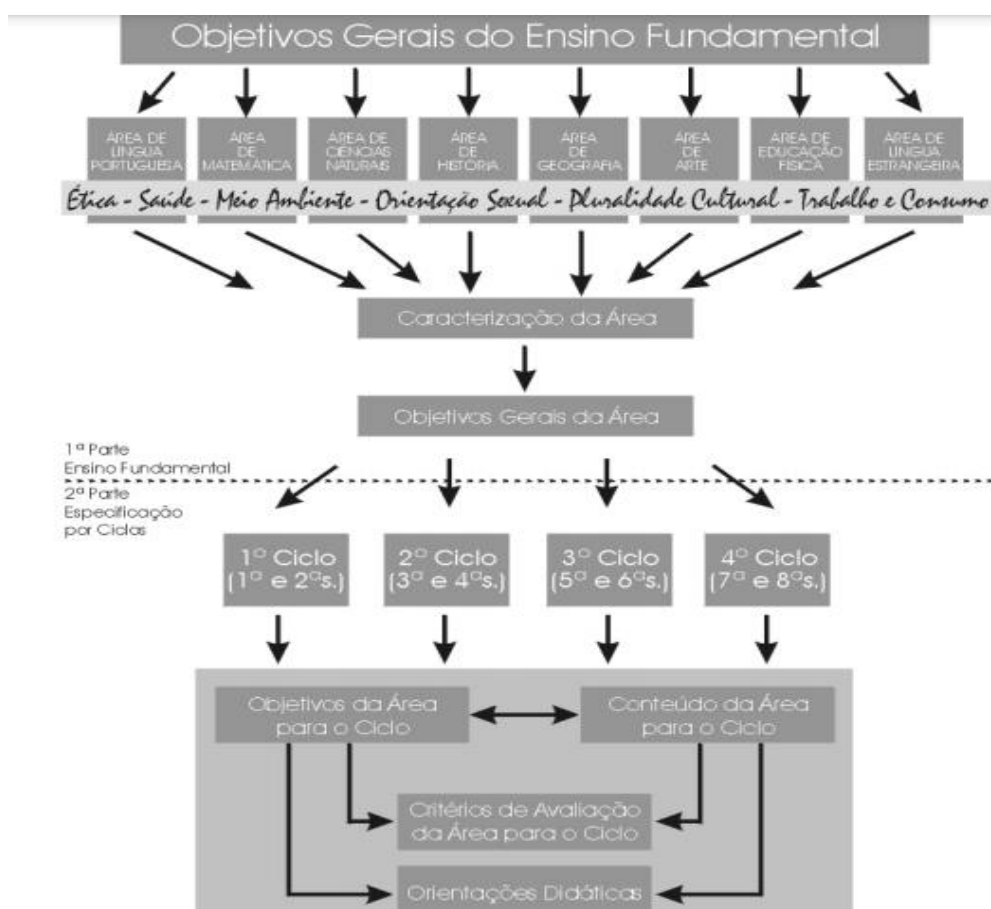 Objetivos Gerais do Ensino Fundamental
ÁREA DE
LÍNGUA
PORTUGUESA
ÁREA
DE
MATEMÁTICA
ÁREA DE
CIÊNCIAS
NATURAIS
ÁREA
DE
HISTÓRIA
ÁREA
DE
GEOGRAFIA
ÁREA
DE
ARTE
ÁREA DE
EDUCAÇÃO
FÍSICA
ÁREA DE
LÍNGUA
ESTRANGEIRA
Ética - Saúde - Meio Ambiente - Orientação Sexual - Pluralidade Cultural - Trabalho e Consumo
Caracterização da Área
Objetivos Gerais da Área
1ª Parte
Ensino Fundamental
2ª Parte
Especificação
por Ciclos
1º Ciclo
(1ª e 2ªs.)
2º Ciclo
(3ª e 4ªs.)
3º Ciclo
(5ª e 6ªs.)
4º Ciclo
(7ª e 8ªs.)
Objetivos da Área
para o Ciclo
Conteúdo da Área
para o Ciclo
Critérios de Avaliação
da Área para o Ciclo
Orientações Didáticas